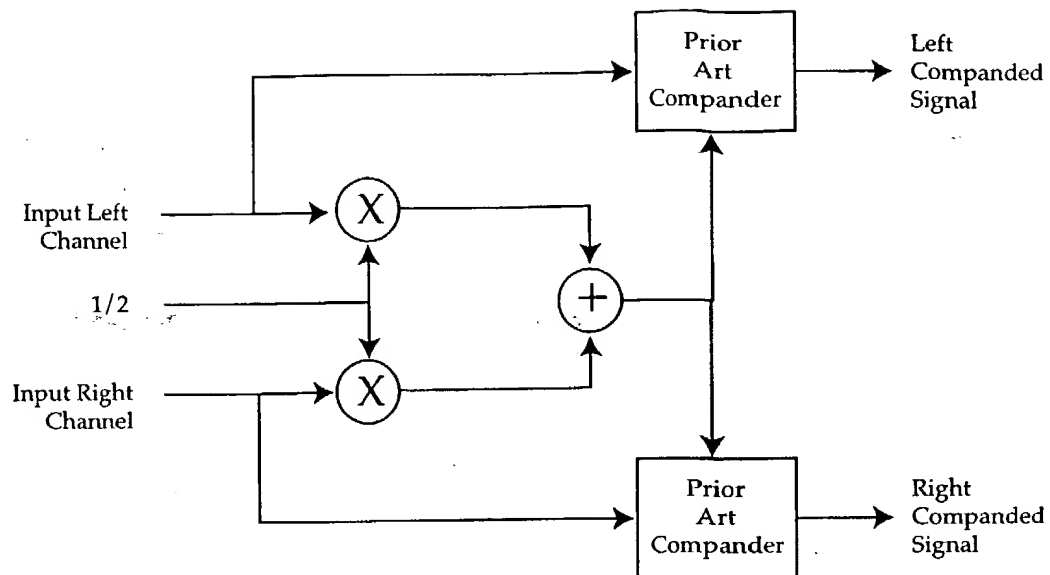 Prior
Art
Compander
Left
Companded
Signal
Input Left
Channel
X
1/2
+
Input Right
Channel
X
Prior
Art
Compander
Right
Companded
Signal